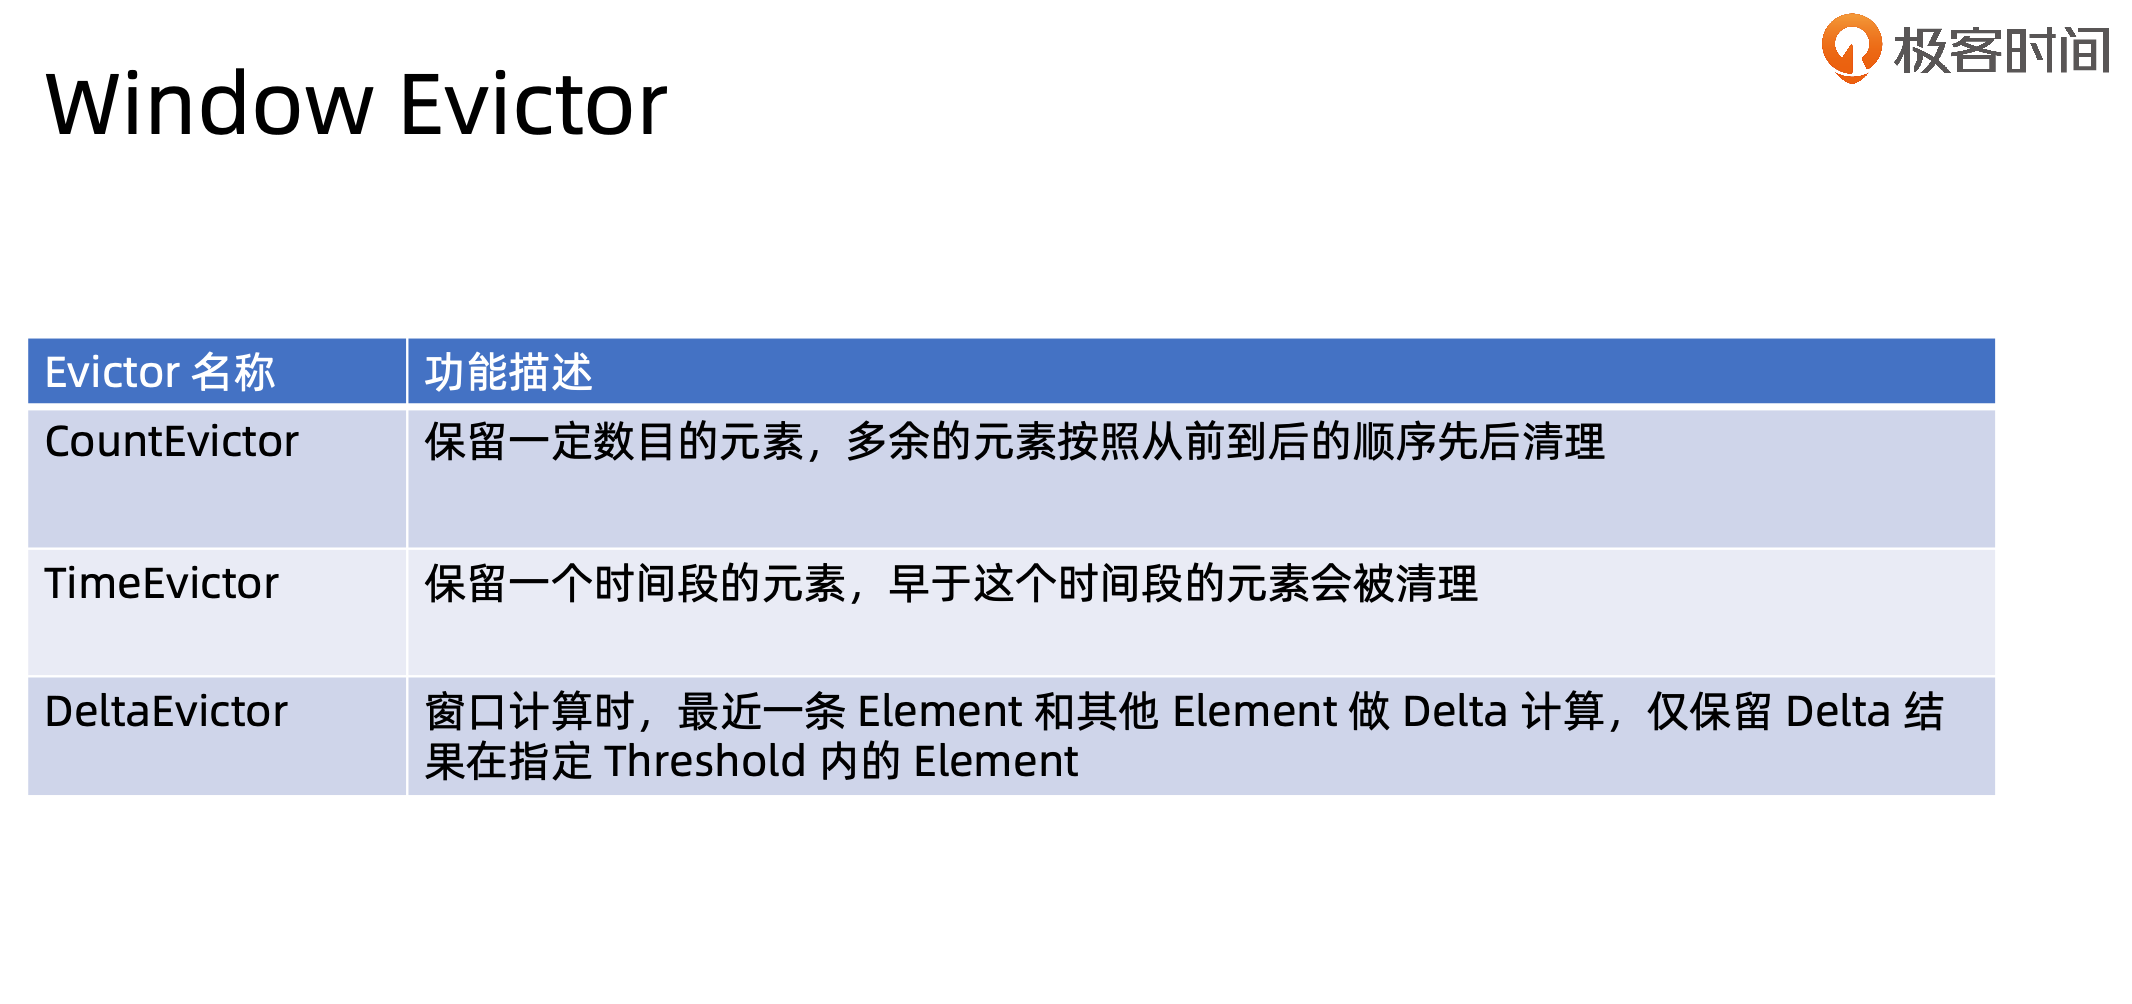 极客时间
Window Evictor
Evictor 名称 功能描述
CountEvictor 保留一定数目的元素，多余的元素按照从前到后的顺序先后清理
TimeEvictor 保留一个时间段的元素，早于这个时间段的元素会被清理
DeltaEvictor 窗口计算时，最近一条 Element 和其他 Element 做 Delta 计算，仅保留 Delta 结
果在指定 Threshold 内的 Element